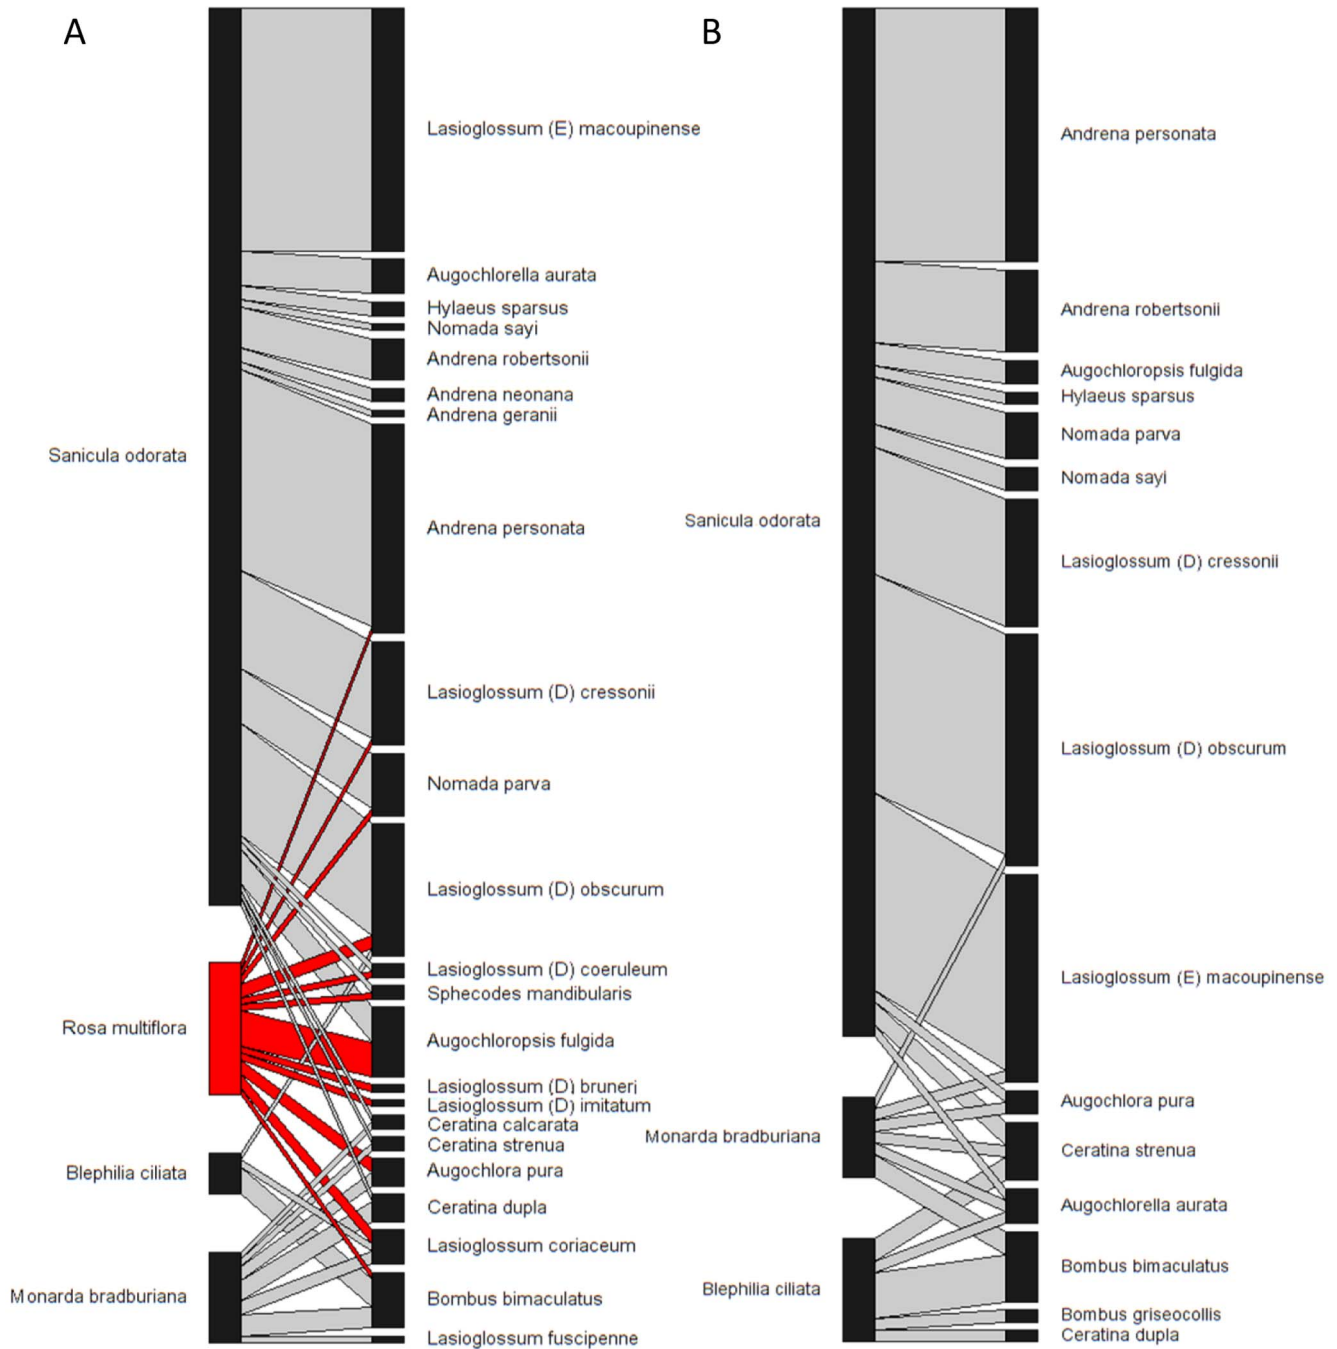 A
Lasioglossum (E) macoupinense
Augochlorella aurata
Hylaeus sparsus
Nomada sayi
Andrena robertsonii
Andrena neonana
Andrena geranii
Sanicula odorata
Andrena personata
Lasioglossum (D) cressonii
Nomada parva
Lasioglossum (D) obscurum
Lasioglossum (D) coeruleum
Sphecodes mandibularis
Rosa multiflora
Augochloropsis fulgida
Lasioglossum (D) bruneri
Lasioglossum (D) imitatum
Ceratina calcarata
Ceratina strenua
Blephilia ciliata
Augochlora pura
Ceratina dupla
Lasioglossum coriaceum
Monarda bradburiana
Bombus bimaculatus
Lasioglossum fuscipenne
B
Andrena personata
Andrena robertsonii
Augochloropsis fulgida
Hylaeus sparsus
Nomada parva
Nomada sayi
Sanicula odorata
Lasioglossum (D) cressonii
Lasioglossum (D) obscurum
Lasioglossum (E) macoupinense
Augochlora pura
Monarda bradburiana
Ceratina strenua
Augochlorella aurata
Bombus bimaculatus
Blephilia ciliata
Bombus griseocollis
Ceratina dupla